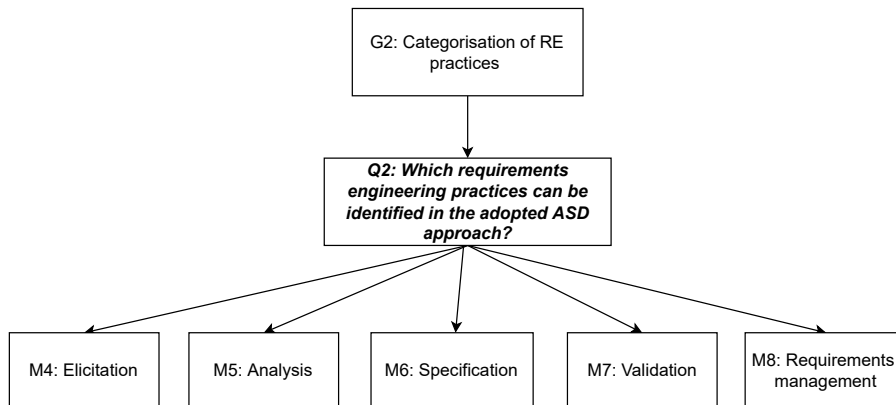 G2: Categorisation of RE
practices
Q2: Which requirements
engineering practices can be
identified in the adopted ASD
approach?
M4: Elicitation
M5: Analysis
M6: Specification
M7: Validation
M8: Requirements
management